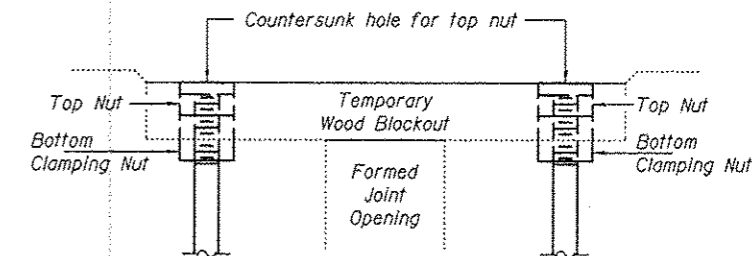 Countersunk hole for top nut
Top Nut
Temporary
Wood Blockout
Top Nut
Bottom
Clamping Nut
Bottom
Clamping Nut
Formed
Joint
Opening